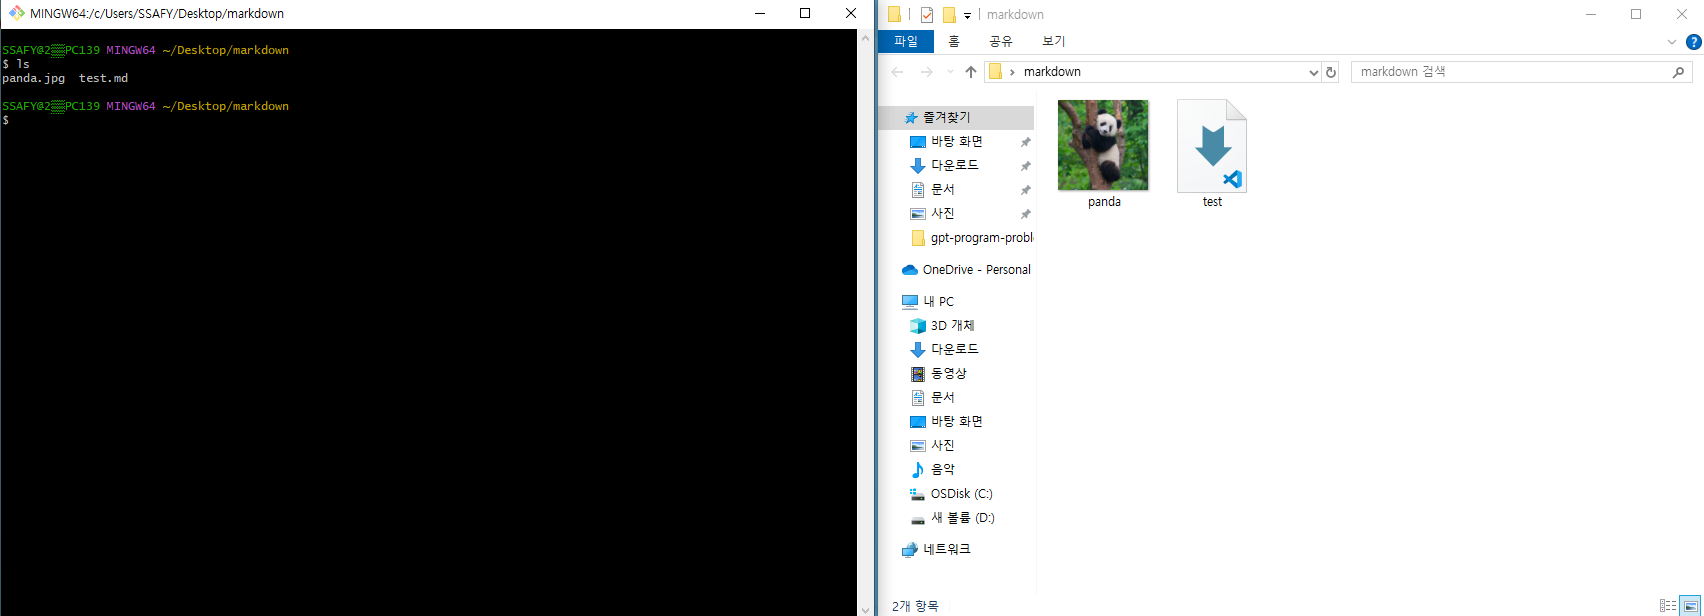 MINGW64:/c/Users/SSAFY/Desktop/markdown
SSAFY@2▒▒PC139 MINGW64 ~/Desktop/markdown
$ ls
panda.jpg  test.md
SSAFY@2▒▒PC139 MINGW64 ~/Desktop/markdown
$
markdown
파일 홈 공유 보기
markdown
markdown 검색
즐겨찾기
바탕 화면
다운로드
문서
사진
gpt-program-probl
OneDrive - Personal
내 PC
3D 개체
다운로드
동영상
문서
바탕 화면
사진
음악
OSDisk (C:)
새 볼륨 (D:)
네트워크
panda
test
2개 항목